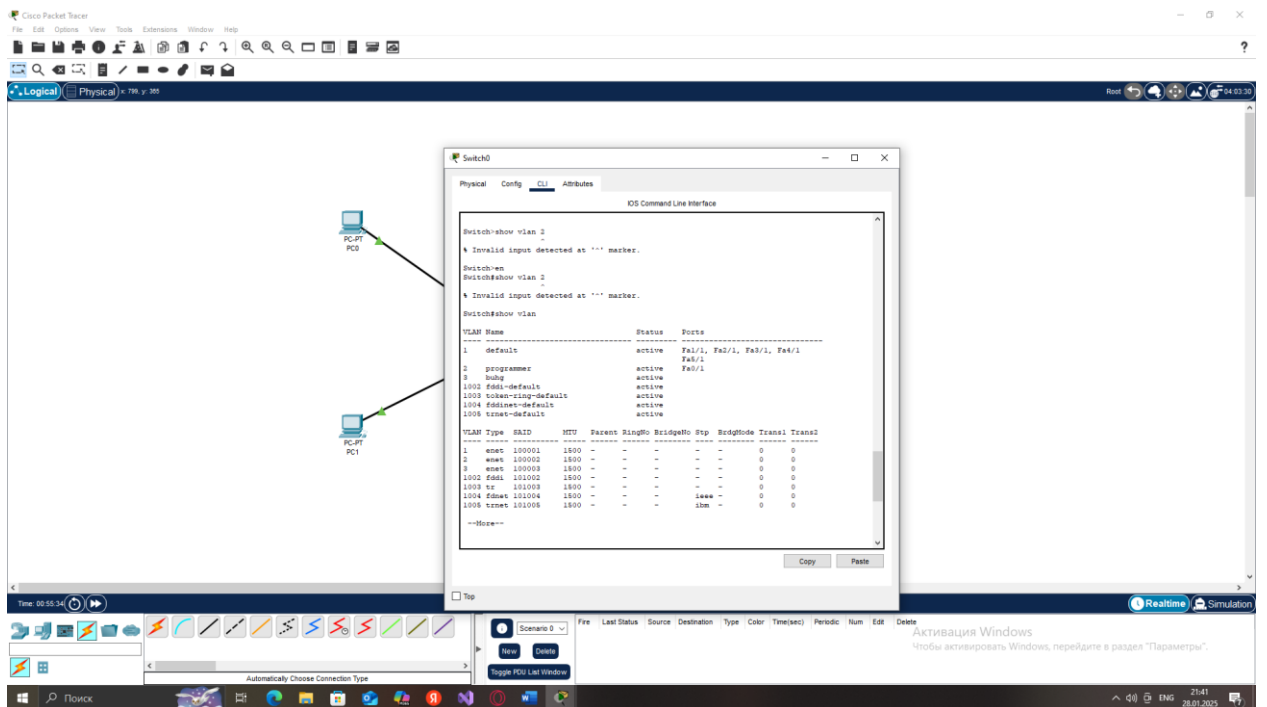 Cisco Packet Tracer
File Edit Options View Tools Extensions Window Help
?
Logical Physical x: 799, y: 385
Root 04:03:30
PC-PT
PC0
PC-PT
PC1
Switch0
Physical Config CLI Attributes
IOS Command Line Interface
Switch>show vlan 2
^
% Invalid input detected at '^' marker.
Switch>en
Switch#show vlan 2
^
% Invalid input detected at '^' marker.
Switch#show vlan
VLAN Name Status Ports
---- -------------------------------- --------- -------------------------------
1 default active Fa1/1, Fa2/1, Fa3/1, Fa4/1
Fa5/1
2 programmer active Fa0/1
3 buhg active
1002 fddi-default active
1003 token-ring-default active
1004 fddinet-default active
1005 trnet-default active
VLAN Type SAID MTU Parent RingNo BridgeNo Stp BrdgMode Trans1 Trans2
---- ----- ---------- ----- ------ ------ -------- ---- -------- ------ ------
1 enet 100001 1500 - - - - - 0 0
2 enet 100002 1500 - - - - - 0 0
3 enet 100003 1500 - - - - - 0 0
1002 fddi 101002 1500 - - - - - 0 0
1003 tr 101003 1500 - - - - - 0 0
1004 fdnet 101004 1500 - - - ieee - 0 0
1005 trnet 101005 1500 - - - ibm - 0 0
--More--
Copy Paste
Top
Time: 00:55:34
Realtime Simulation
Scenario 0
New Delete
Toggle PDU List Window
Fire Last Status Source Destination Type Color Time(sec) Periodic Num Edit Delete
Активация Windows
Чтобы активировать Windows, перейдите в раздел "Параметры".
Automatically Choose Connection Type
Поиск
ENG
21:41
28.01.2025